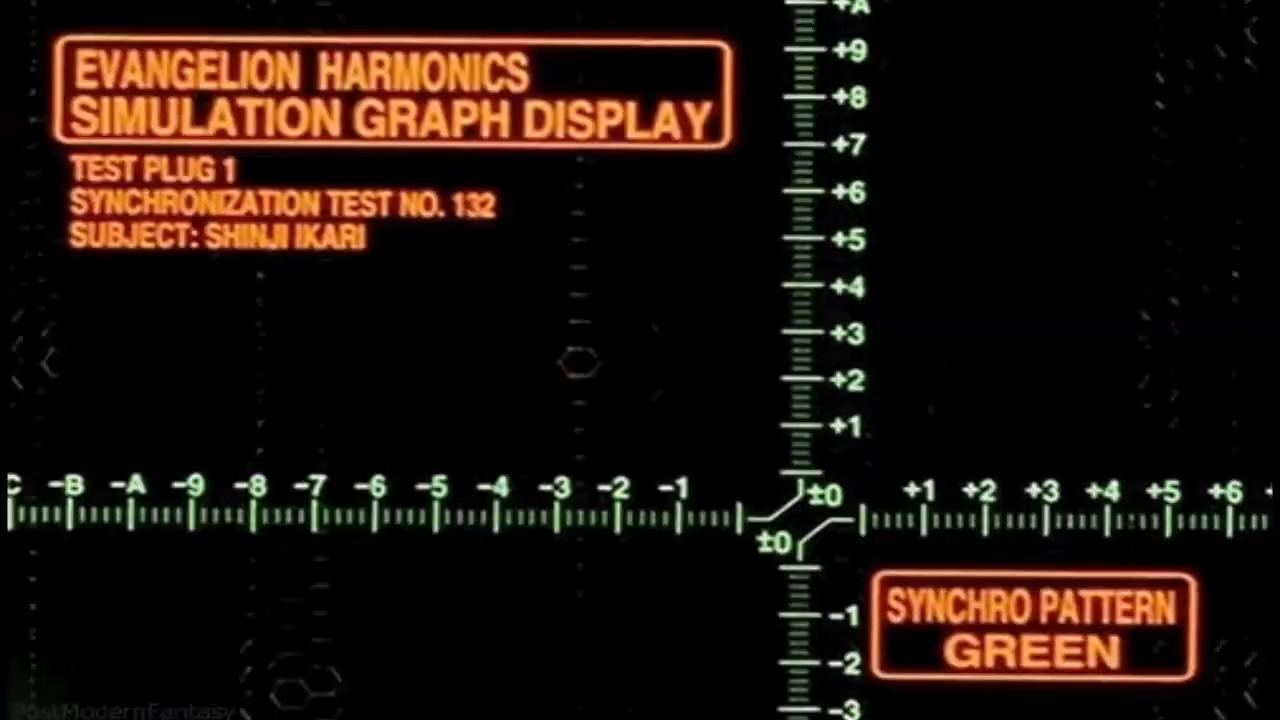 EVANGELION HARMONICS
SIMULATION GRAPH DISPLAY
TEST PLUG 1
SYNCHRONIZATION TEST NO. 132
SUBJECT: SHINJI IKARI
+A
+9
+8
+7
+6
+5
+4
+3
+2
+1
C -B -A -9 -8 -7 -6 -5 -4 -3 -2 -1 ±0 +1 +2 +3 +4 +5 +6
±0
-1
-2
-3
SYNCHRO PATTERN
GREEN
PostModernFantasy